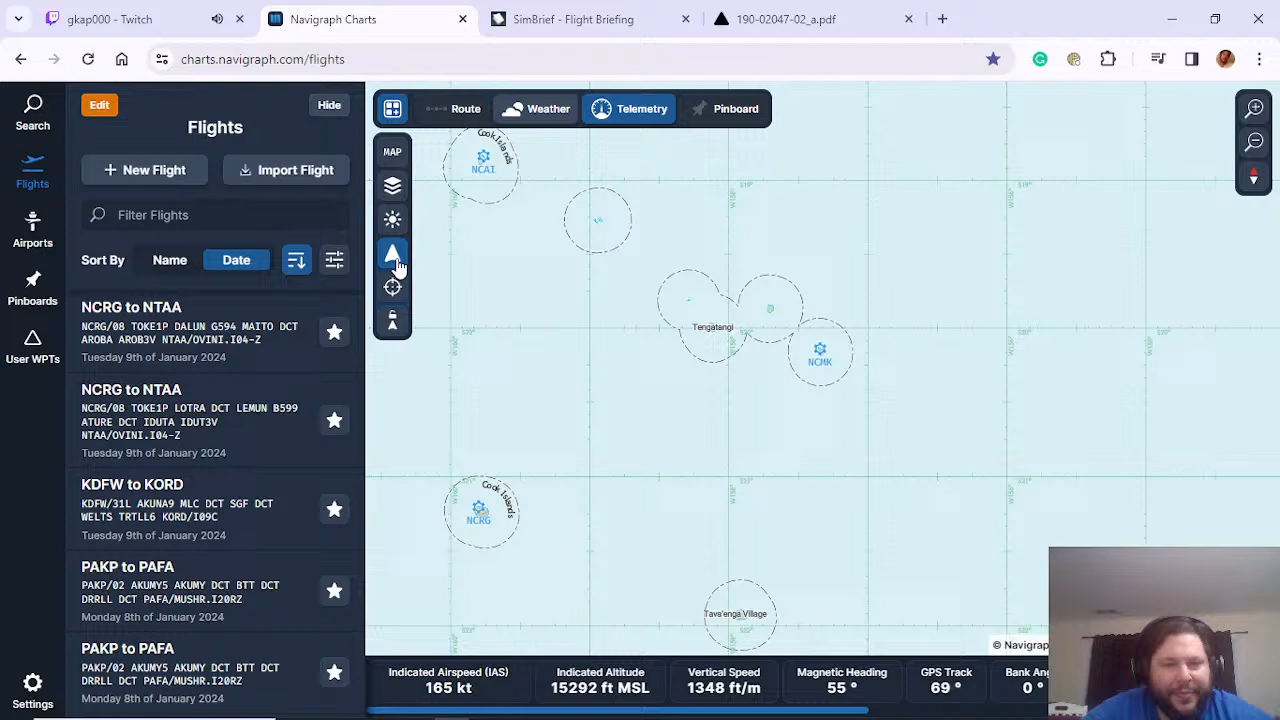 gkap000 - Twitch
Navigraph Charts
SimBrief - Flight Briefing
190-02047-02_a.pdf
charts.navigraph.com/flights
Search
Flights
Airports
Pinboards
User WPTs
Settings
Edit
Hide
Flights
New Flight
Import Flight
Filter Flights
Sort By
Name
Date
NCRG to NTAA
NCRG/08 TOKE1P DALUN G594 MAITO DCT
AROBA AROB3V NTAA/OVINI.I04-Z
Tuesday 9th of January 2024
NCRG to NTAA
NCRG/08 TOKE1P LOTRA DCT LEMUN B599
ATURE DCT IDUTA IDUT3V
NTAA/OVINI.I04-Z
Tuesday 9th of January 2024
KDFW to KORD
KDFW/31L AKUNA9 MLC DCT SGF DCT
WELTS TRTLL6 KORD/I09C
Tuesday 9th of January 2024
PAKP to PAFA
PAKP/02 AKUMY5 AKUMY DCT BTT DCT
DRRLL DCT PAFA/MUSHR.I20RZ
Monday 8th of January 2024
PAKP to PAFA
PAKP/02 AKUMY5 AKUMY DCT BTT DCT
DRRLL DCT PAFA/MUSHR.I20RZ
Monday 8th of January 2024
Route
Weather
Telemetry
Pinboard
MAP
Cook Islands
NCAI
Tengatangi
NCMK
Cook Islands
NCRG
Tava'enga Village
© Navigraph
Indicated Airspeed (IAS)
165 kt
Indicated Altitude
15292 ft MSL
Vertical Speed
1348 ft/m
Magnetic Heading
55 °
GPS Track
69 °
Bank An
0 °